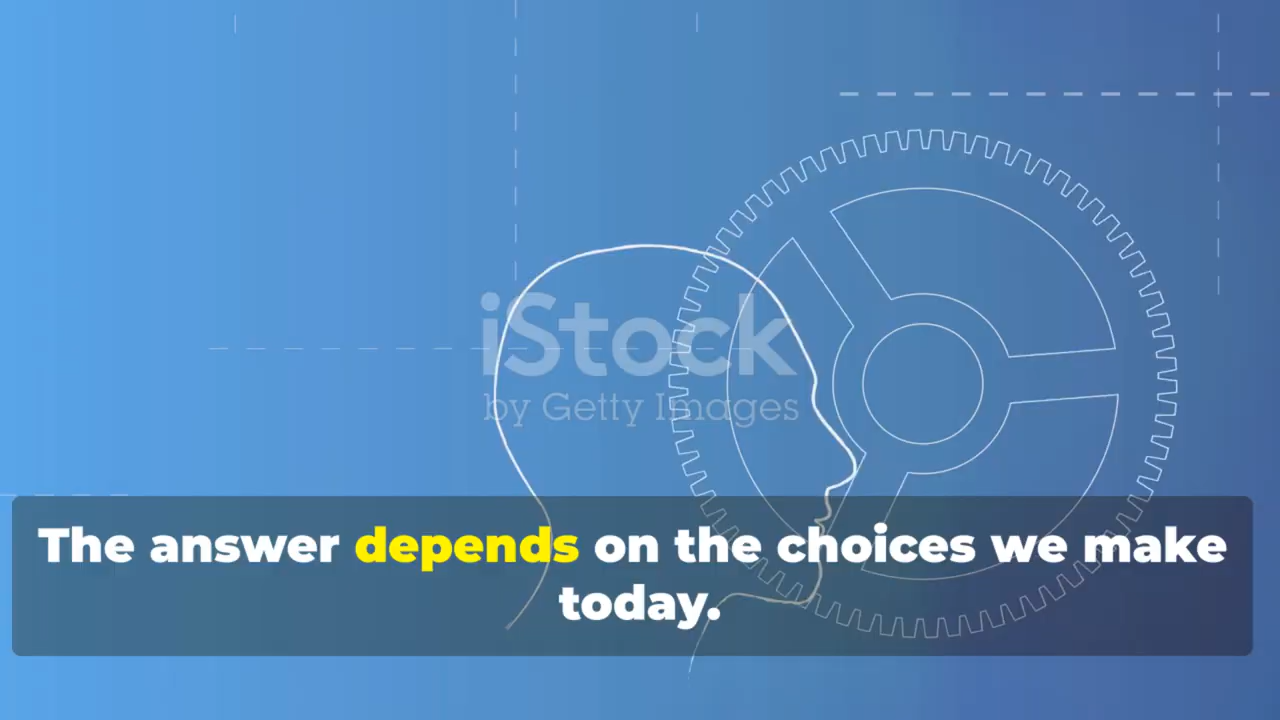 iStock
by Getty Images
The answer depends on the choices we make
today.